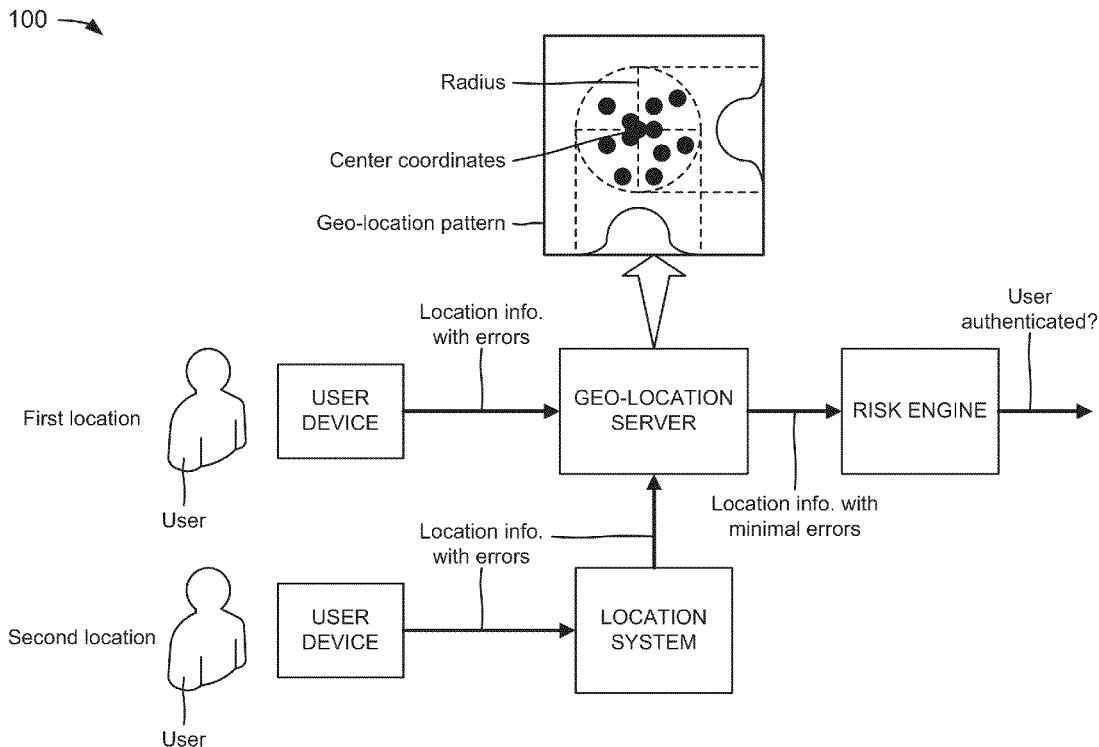 100
Radius
Center coordinates
Geo-location pattern
Location info.
with errors
User
authenticated?
First location
USER
DEVICE
GEO-LOCATION
SERVER
RISK ENGINE
User
Location info. with
minimal errors
Location info.
with errors
Second location
USER
DEVICE
LOCATION
SYSTEM
User